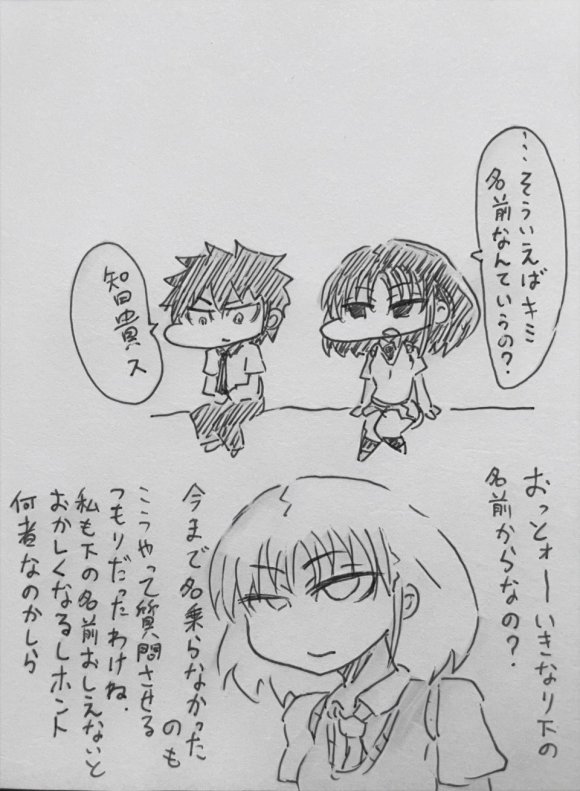 …そういえばキミ
名前なんていうの?
智貴ス
おっとォーいきなり下の
名前からなの?
今まで名乗らなかった
のも
こうやって質問させる
つもりだったわけね.
私も下の名前おしえないと
おかしくなるしホント
何者なのかしら